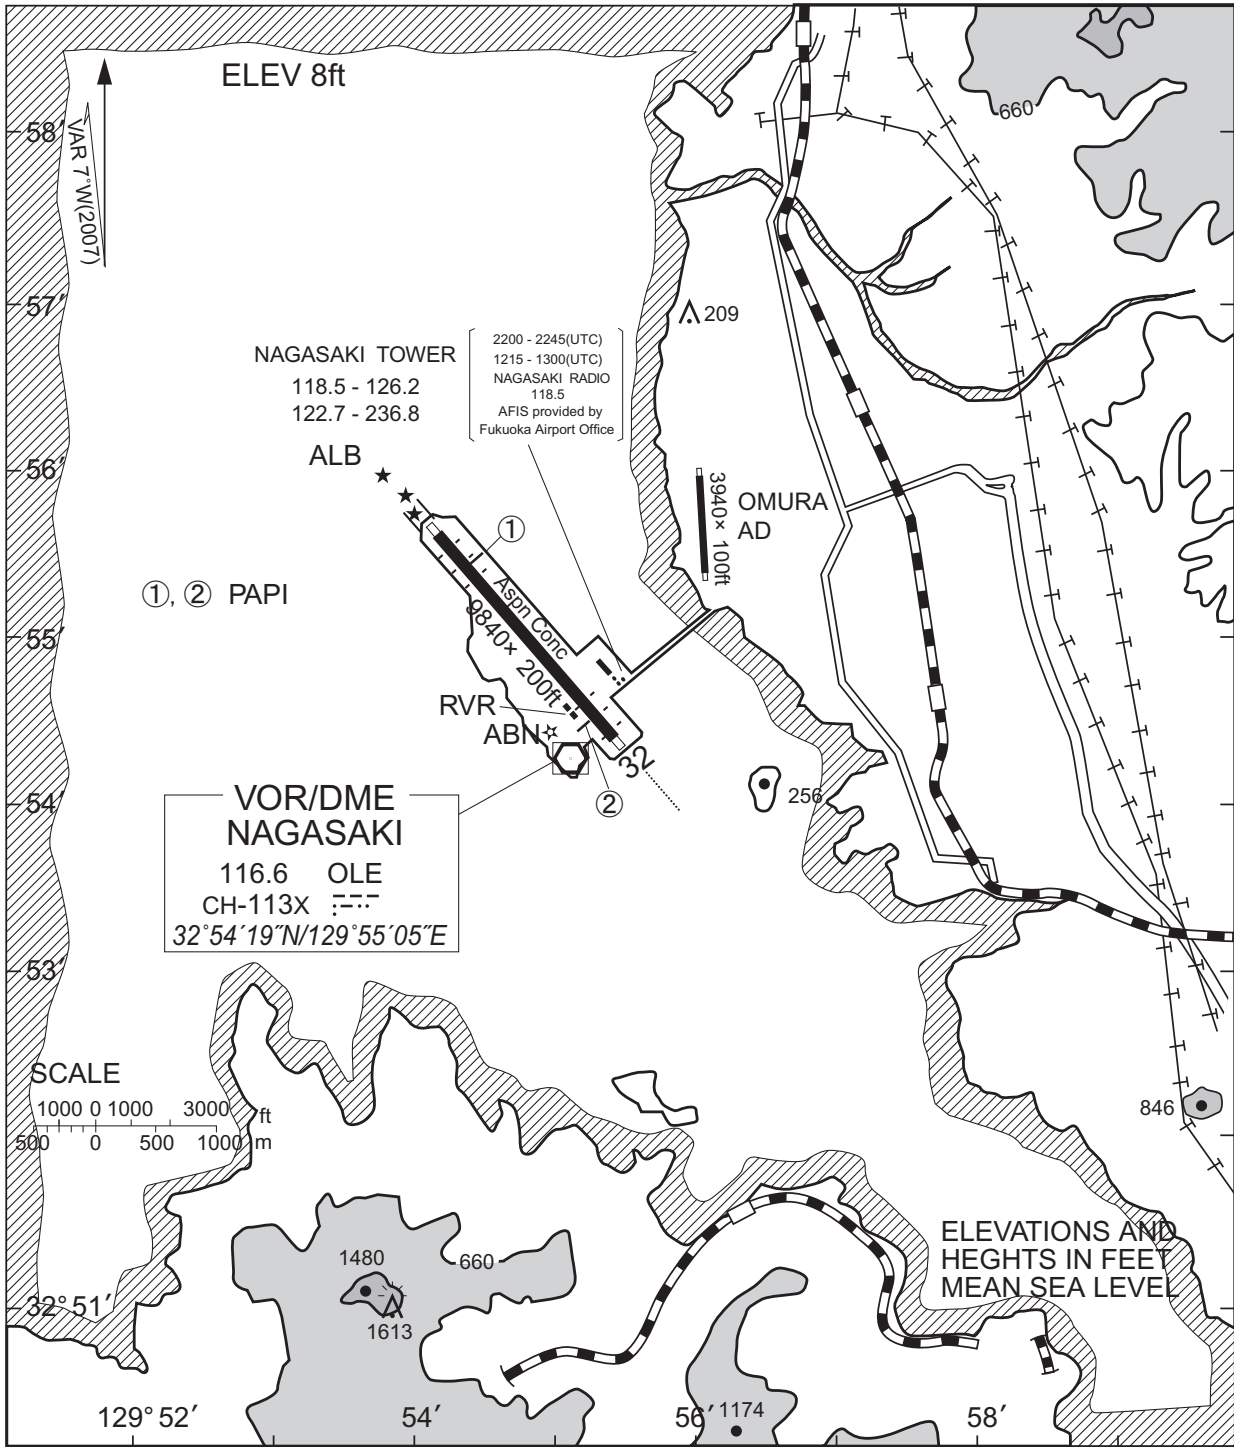 ELEV 8ft
VAR 7°W(2007)
660
58′
57′
209
NAGASAKI TOWER
118.5 - 126.2
122.7 - 236.8
2200 - 2245(UTC)
1215 - 1300(UTC)
NAGASAKI RADIO
118.5
AFIS provided by
Fukuoka Airport Office
56′
ALB
3940× 100ft
OMURA
AD
①
①, ② PAPI
Aspn Conc
9840× 200ft
55′
RVR
ABN
32
②
256
54′
VOR/DME
NAGASAKI
116.6 OLE
CH-113X
32°54′19″N/129°55′05″E
53′
SCALE
1000 0 1000 3000 ft
500 0 500 1000 m
846
ELEVATIONS AND
HEGHTS IN FEET
MEAN SEA LEVEL
1480
660
1613
32°51′
1174
129°52′ 54′ 56′ 58′